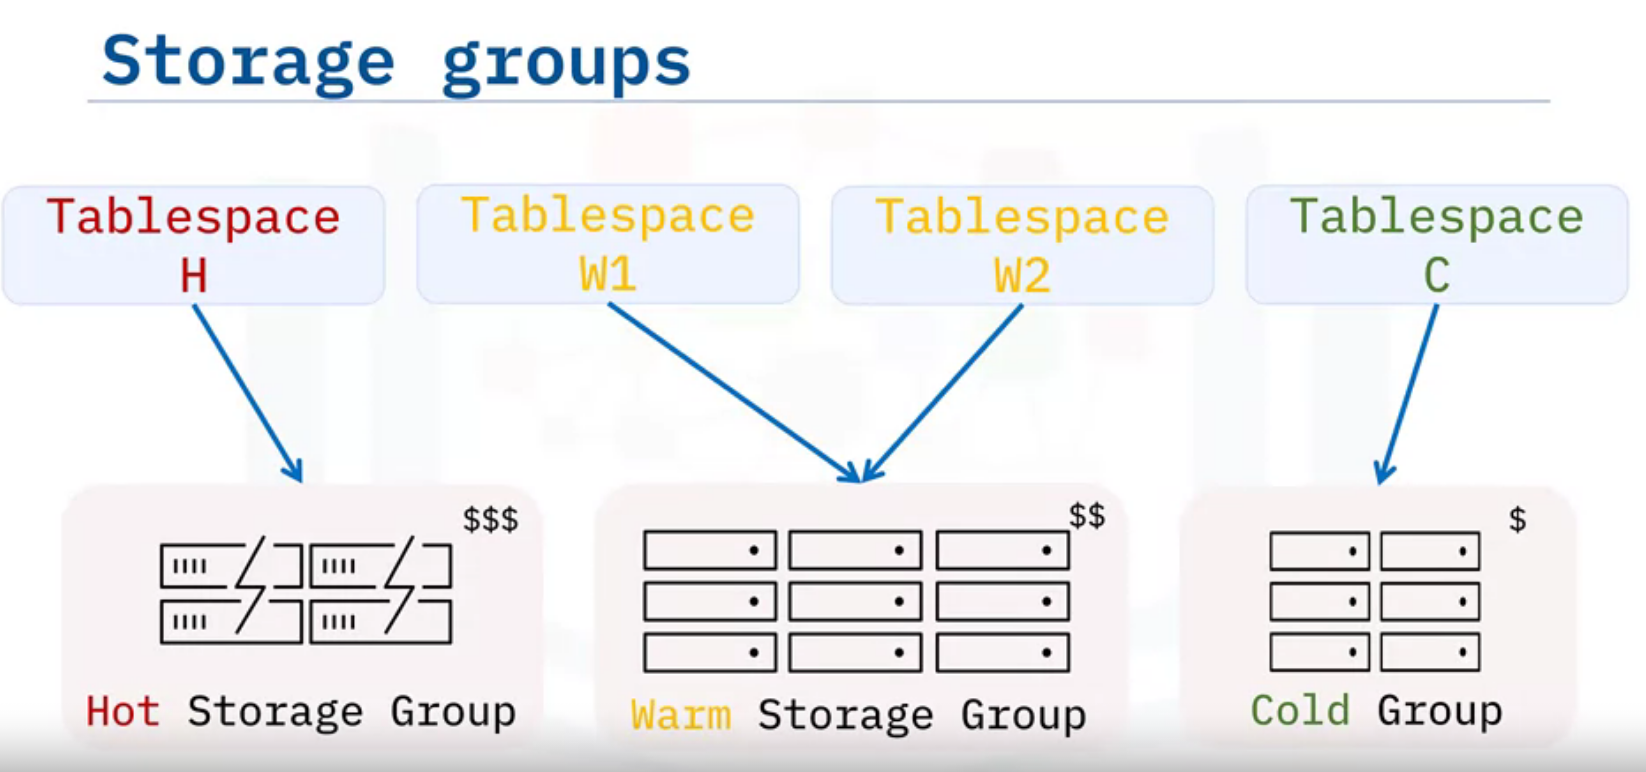 Storage groups
Tablespace
H
Tablespace
W1
Tablespace
W2
Tablespace
C
$$$
Hot Storage Group
$$
Warm Storage Group
$
Cold Group